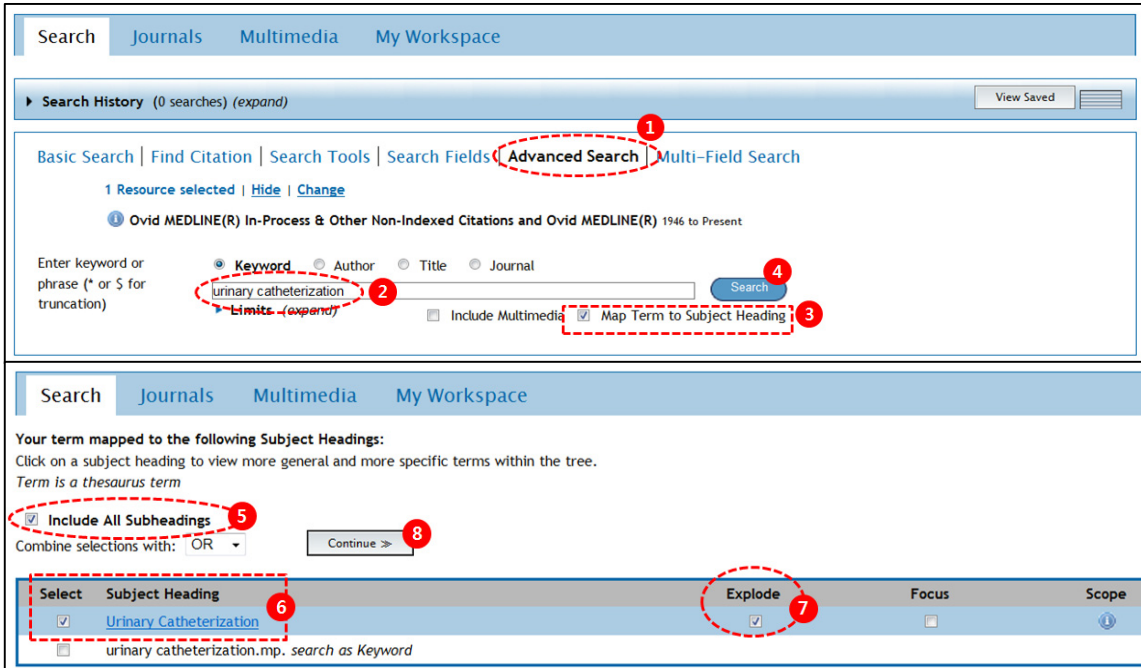 Search Journals Multimedia My Workspace
Search History (0 searches) (expand) View Saved
1
Basic Search | Find Citation | Search Tools | Search Fields | Advanced Search | Multi-Field Search
1 Resource selected | Hide | Change
Ovid MEDLINE(R) In-Process & Other Non-Indexed Citations and Ovid MEDLINE(R) 1946 to Present
Enter keyword or Keyword Author Title Journal 4
phrase (* or $ for urinary catheterization 2 Search
truncation) Limits (expand) Include Multimedia Map Term to Subject Heading 3
Search Journals Multimedia My Workspace
Your term mapped to the following Subject Headings:
Click on a subject heading to view more general and more specific terms within the tree.
Term is a thesaurus term
Include All Subheadings 5
Combine selections with: OR Continue ≫ 8
Select Subject Heading 6 Explode 7 Focus Scope
Urinary Catheterization
urinary catheterization.mp. search as Keyword